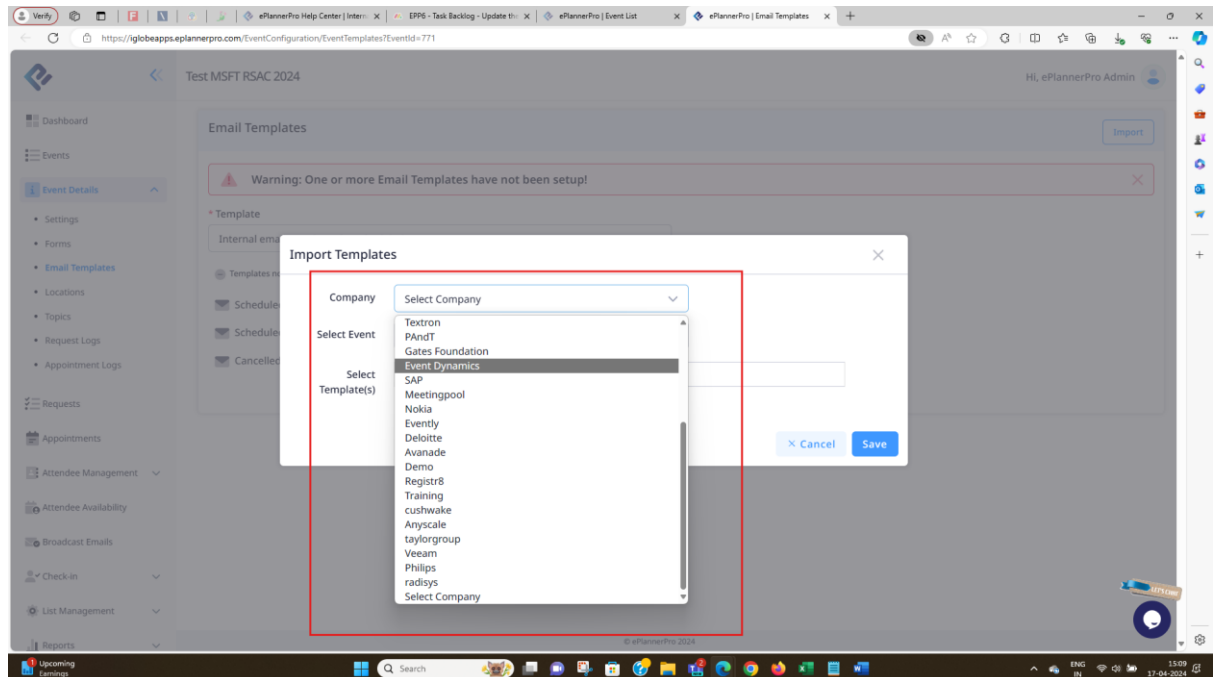 Verify
ePlannerPro Help Center | Intern
EPP6 - Task Backlog - Update the
ePlannerPro | Event List
ePlannerPro | Email Templates
https://iglobeapps.eplannerpro.com/EventConfiguration/EventTemplates?EventId=771
Test MSFT RSAC 2024
Hi, ePlannerPro Admin
Dashboard
Events
Event Details
Settings
Forms
Email Templates
Locations
Topics
Request Logs
Appointment Logs
Requests
Appointments
Attendee Management
Attendee Availability
Broadcast Emails
Check-in
List Management
Reports
Email Templates
Import
Warning: One or more Email Templates have not been setup!
* Template
Internal ema
Templates n
Schedule
Schedule
Cancelled
Import Templates
Company
Select Company
Select Event
Select
Template(s)
Textron
PAndT
Gates Foundation
Event Dynamics
SAP
Meetingpool
Nokia
Evently
Deloitte
Avanade
Demo
Registr8
Training
cushwake
Anyscale
taylorgroup
Veeam
Philips
radisys
Select Company
Cancel
Save
© ePlannerPro 2024
Upcoming
Earnings
Search
ENG
IN
15:09
17-04-2024